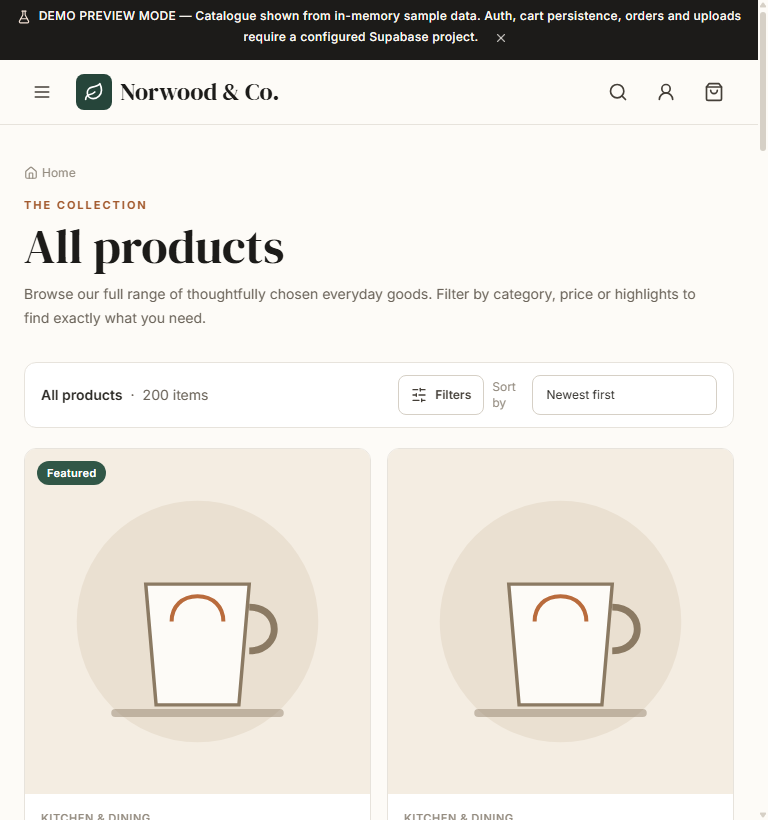 DEMO PREVIEW MODE — Catalogue shown from in-memory sample data. Auth, cart persistence, orders and uploads
require a configured Supabase project.
Norwood & Co.
Home
THE COLLECTION
All products
Browse our full range of thoughtfully chosen everyday goods. Filter by category, price or highlights to
find exactly what you need.
All products · 200 items
Filters
Sort
by
Newest first
Featured
KITCHEN & DINING
KITCHEN & DINING